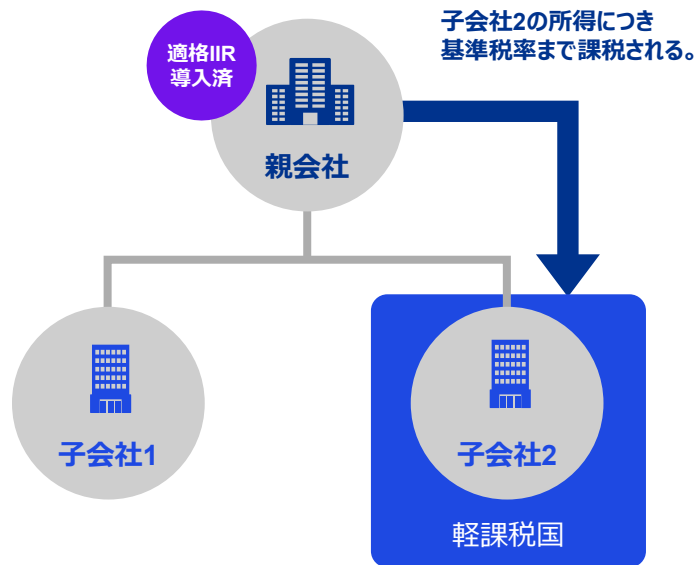 子会社2の所得につき
基準税率まで課税される。
適格IIR
導入済
親会社
子会社1
子会社2
軽課税国